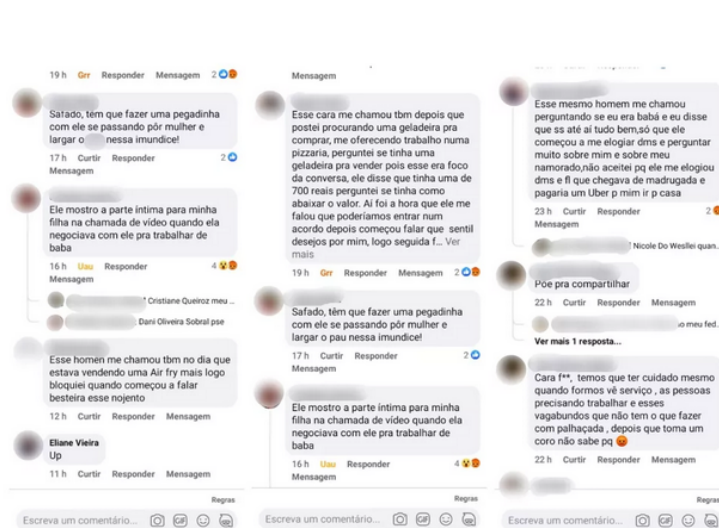 19 h Grr Responder Mensagem 2
Safado, têm que fazer uma pegadinha
com ele se passando pôr mulher e
largar o nessa imundice!
17 h Curtir Responder 2
Mensagem
Ele mostro a parte íntima para minha
filha na chamada de vídeo quando ela
negociava com ele pra trabalhar de
baba
16 h Uau Responder 4
Mensagem
Cristiane Queiroz meu ...
Dani Oliveira Sobral pse
Esse homen me chamou tbm no dia que
estava vendendo uma Air fry mais logo
bloquiei quando começou a falar
besteira esse nojento
12 h Curtir Responder Mensagem
Eliane Vieira
Up
11 h Curtir Responder Mensagem
Regras
Escreva um comentário... GIF
Mensagem
Esse cara me chamou tbm depois que
postei procurando uma geladeira pra
comprar, me oferecendo trabalho numa
pizzaria, perguntei se tinha uma
geladeira pra vender pois esse era foco
da conversa, ele disse que tinha uma de
700 reais perguntei se tinha como
abaixar o valor. Aí foi a hora que ele me
falou que poderíamos entrar num
acordo depois começou falar que sentil
desejos por mim, logo seguida f... Ver
mais
19 h Grr Responder Mensagem 2
Safado, têm que fazer uma pegadinha
com ele se passando pôr mulher e
largar o pau nessa imundice!
17 h Curtir Responder 2
Mensagem
Ele mostro a parte íntima para minha
filha na chamada de vídeo quando ela
negociava com ele pra trabalhar de
baba
16 h Uau Responder 4
Mensagem
Regras
Escreva um comentário... GIF
Esse mesmo homem me chamou
perguntando se eu era babá e eu disse
que ss até aí tudo bem,só que ele
começou a me elogiar dms e perguntar
muito sobre mim e sobre meu
namorado,não aceitei pq ele me elogiou
dms e fl que chegava de madrugada e
pagaria um Uber p mim ir p casa
23 h Curtir Responder 2
Mensagem
Nicole Do Wesllei quan..
Põe pra compartilhar
22 h Curtir Responder Mensagem
ao meu fed..
Ver mais 1 resposta...
Cara f**, temos que ter cuidado mesmo
quando formos vê serviço , as pessoas
precisando trabalhar e esses
vagabundos que não tem o que fazer
com palhaçada , depois que toma um
coro não sabe pq
22 h Curtir Responder Mensagem
Regras
Escreva um comentário... GIF